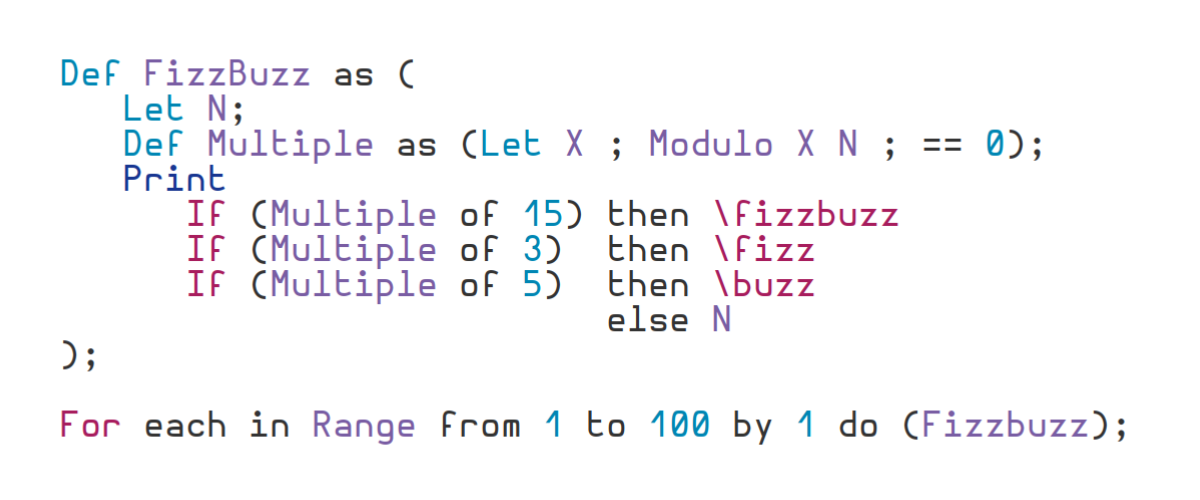 Def FizzBuzz as (
Let N;
Def Multiple as (Let X ; Modulo X N ; == 0);
Print
If (Multiple of 15) then \fizzbuzz
If (Multiple of 3) then \fizz
If (Multiple of 5) then \buzz
else N
);
For each in Range from 1 to 100 by 1 do (Fizzbuzz);